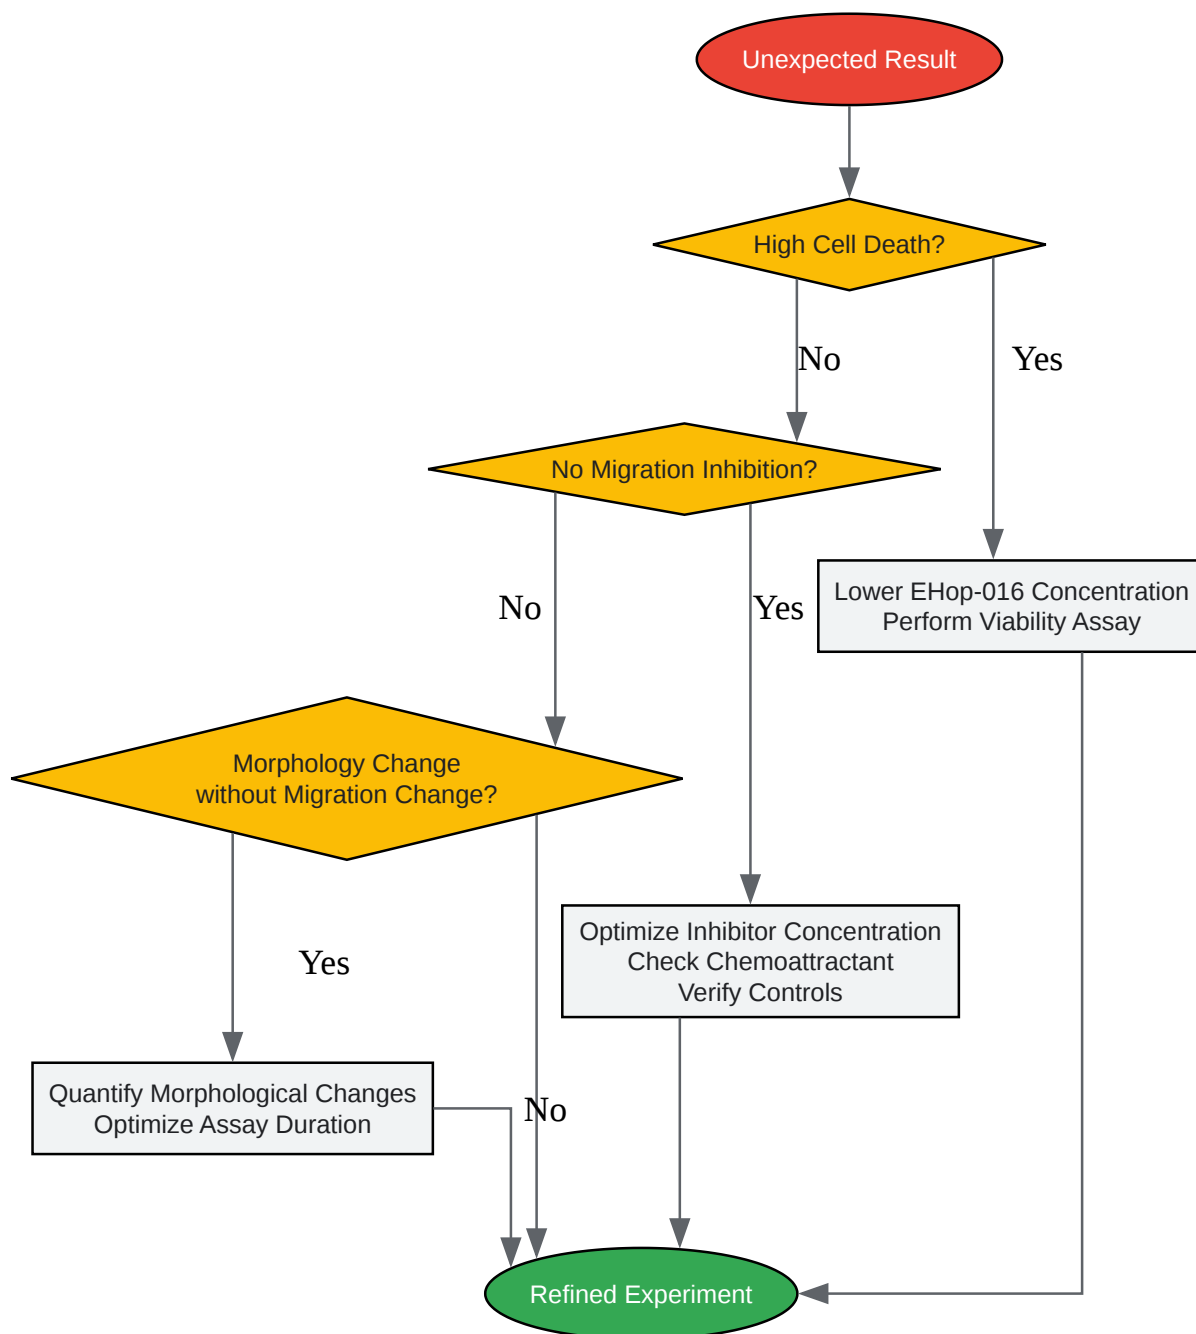 Unexpected Result
High Cell Death?
No
Yes
No Migration Inhibition?
Lower EHop-016 Concentration
Perform Viability Assay
No
Yes
Morphology Change
without Migration Change?
Optimize Inhibitor Concentration
Check Chemoattractant
Verify Controls
Yes
Quantify Morphological Changes
Optimize Assay Duration
No
Refined Experiment